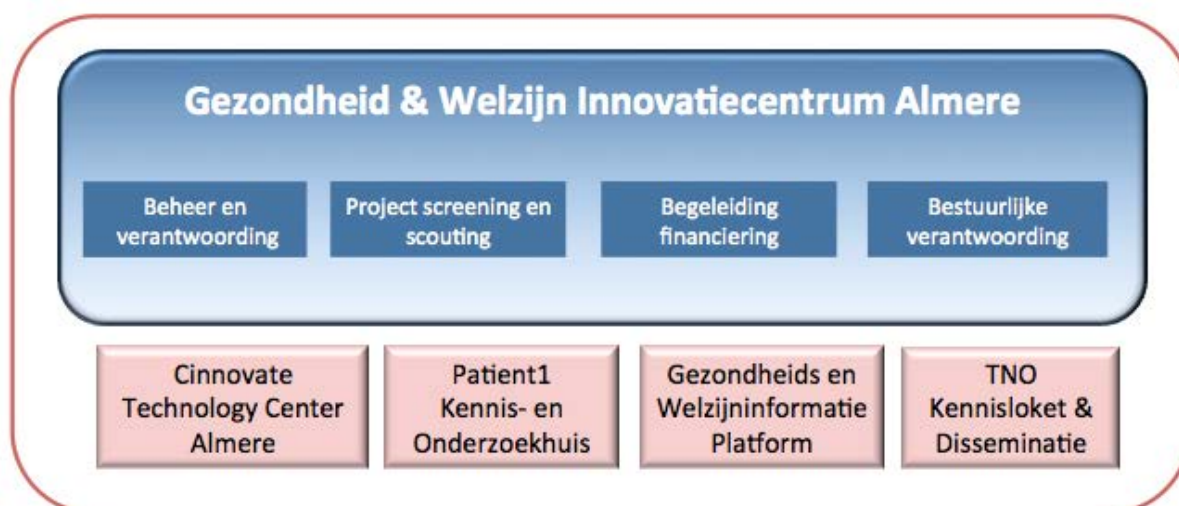 Gezondheid & Welzijn Innovatiecentrum Almere
Beheer en
verantwoording
Project screening en
scouting
Begeleiding
financiering
Bestuurlijke
verantwoording
Cinnovate
Technology Center
Almere
Patient1
Kennis- en
Onderzoekhuis
Gezondheids en
Welzijninformatie
Platform
TNO
Kennisloket &
Disseminatie